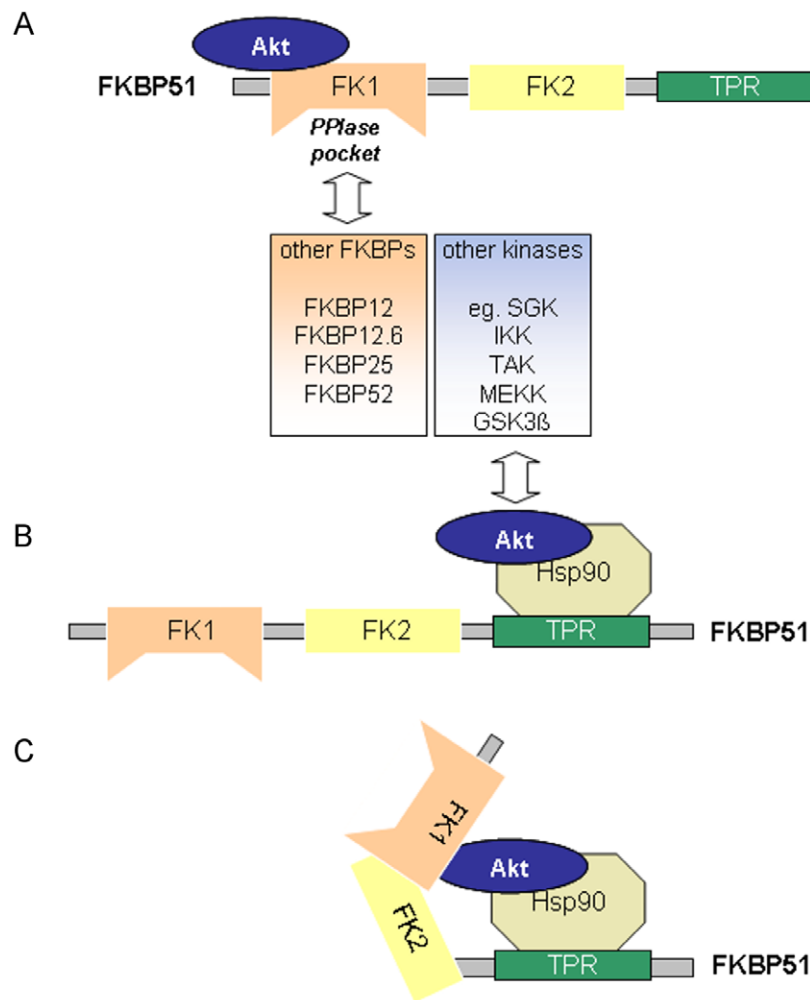 A
Akt
FKBP51
FK1
FK2
TPR
PPIase
pocket
other FKBPs
FKBP12
FKBP12.6
FKBP25
FKBP52
other kinases
eg. SGK
IKK
TAK
MEKK
GSK3ß
B
Akt
Hsp90
FK1
FK2
TPR
FKBP51
C
FK1
Akt
Hsp90
FK2
TPR
FKBP51